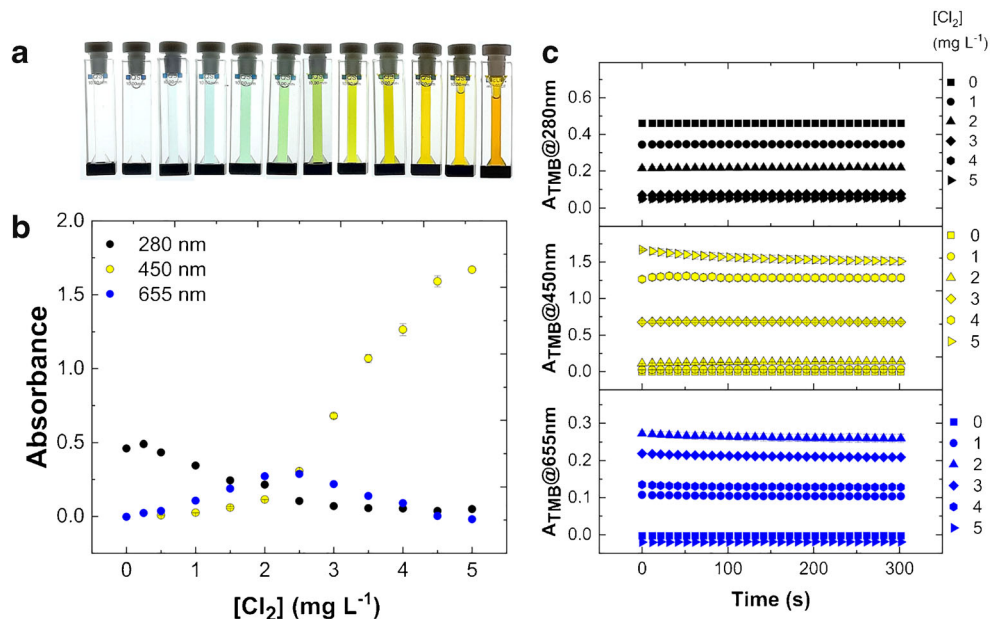 a
b
2.0
1.5
1.0
0.5
0.0
Absorbance
280 nm
450 nm
655 nm
0 1 2 3 4 5
[Cl₂] (mg L⁻¹)
c
[Cl₂]
(mg L⁻¹)
0.6
0.4
0.2
0.0
ATMB@280nm
0
1
2
3
4
5
1.5
1.0
0.5
0.0
ATMB@450nm
0
1
2
3
4
5
0.3
0.2
0.1
0.0
ATMB@655nm
0
1
2
3
4
5
0 100 200 300
Time (s)